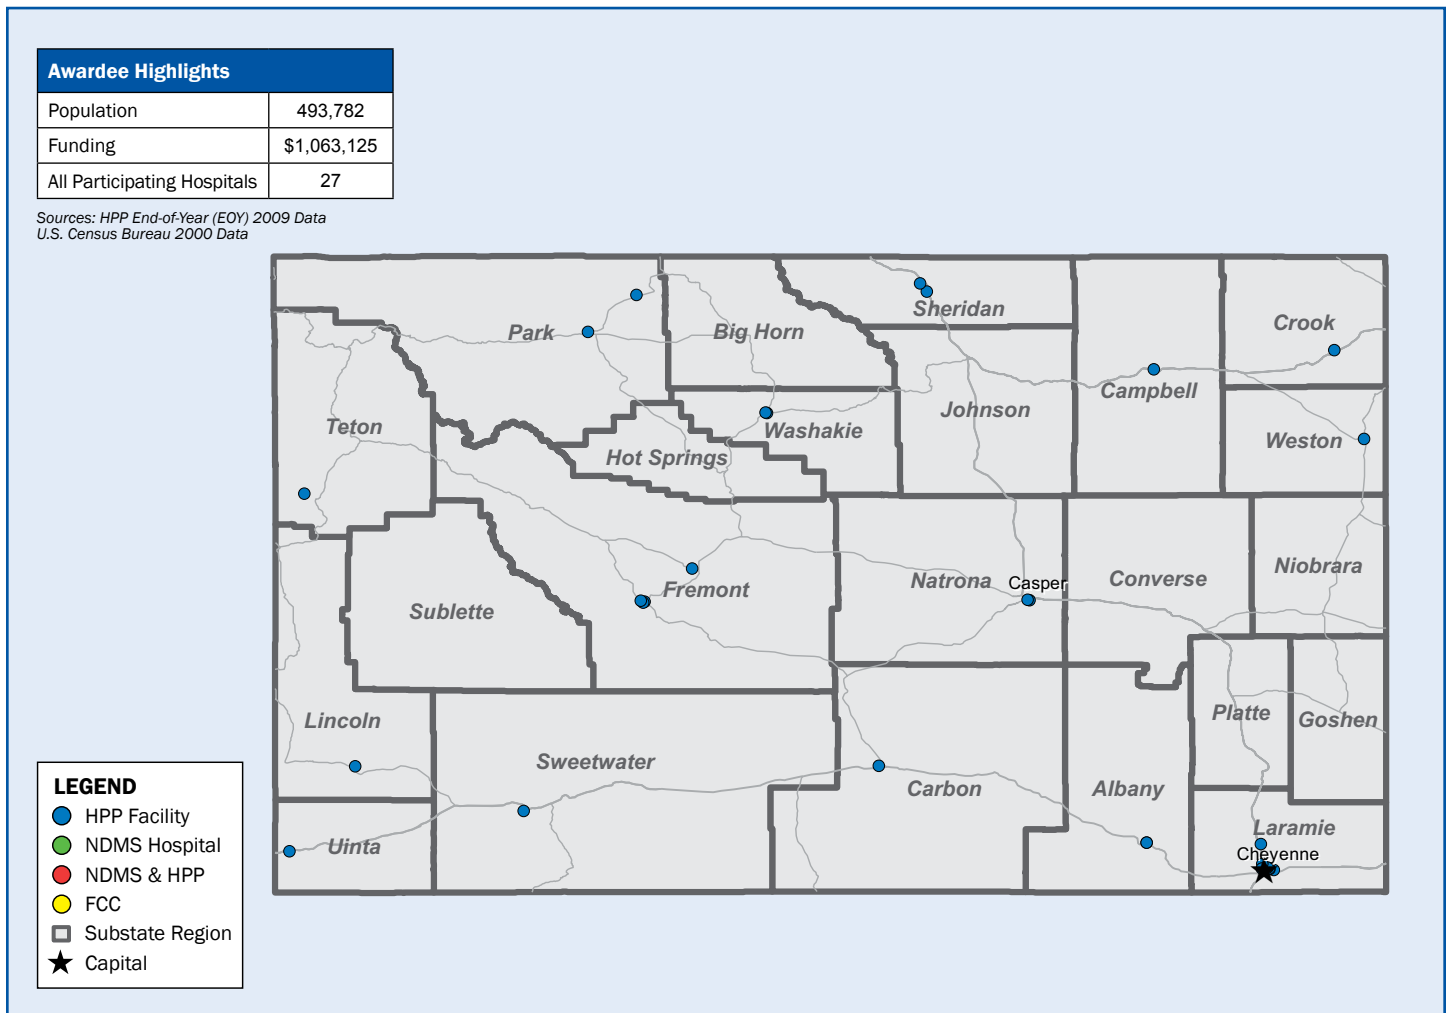 Awardee Highlights
Population 493,782
Funding $1,063,125
All Participating Hospitals 27
Sources: HPP End-of-Year (EOY) 2009 Data
U.S. Census Bureau 2000 Data
Sheridan
Park
Big Horn
Crook
Campbell
Johnson
Teton
Washakie
Weston
Hot Springs
Niobrara
Converse
Natrona
Casper
Fremont
Sublette
Platte
Goshen
Lincoln
Sweetwater
Carbon
Albany
Laramie
Uinta
Cheyenne
LEGEND
HPP Facility
NDMS Hospital
NDMS & HPP
FCC
Substate Region
Capital